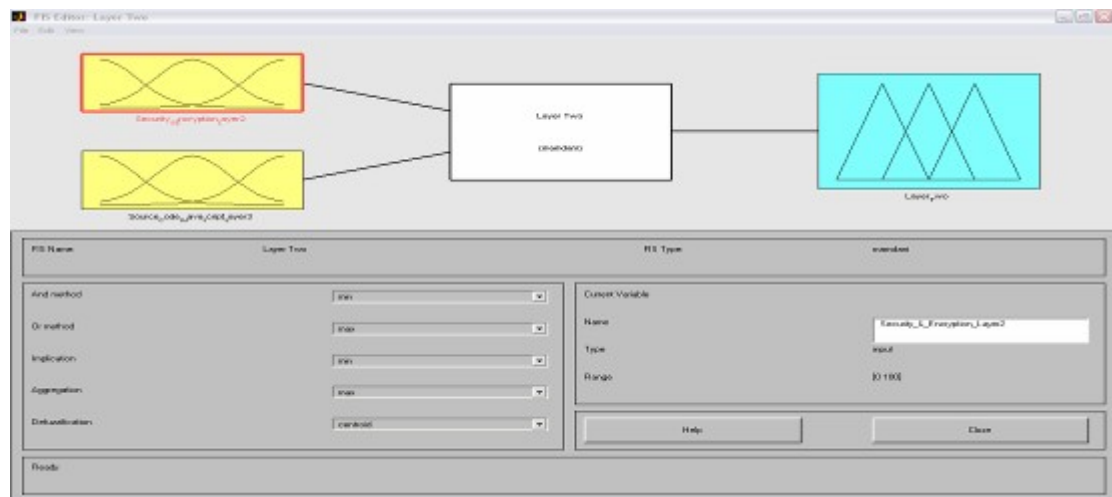 FIS Editor: Layer Two
File Edit View
Layer Two
(mamdani)
Layer_Two
FIS Name Layer Two FIS Type mamdani
And method min
Or method max
Implication min
Aggregation max
Defuzzification centroid
Current Variable
Name Security_&_Encryption_Layer2
Type input
Range [0 100]
Help Close
Ready